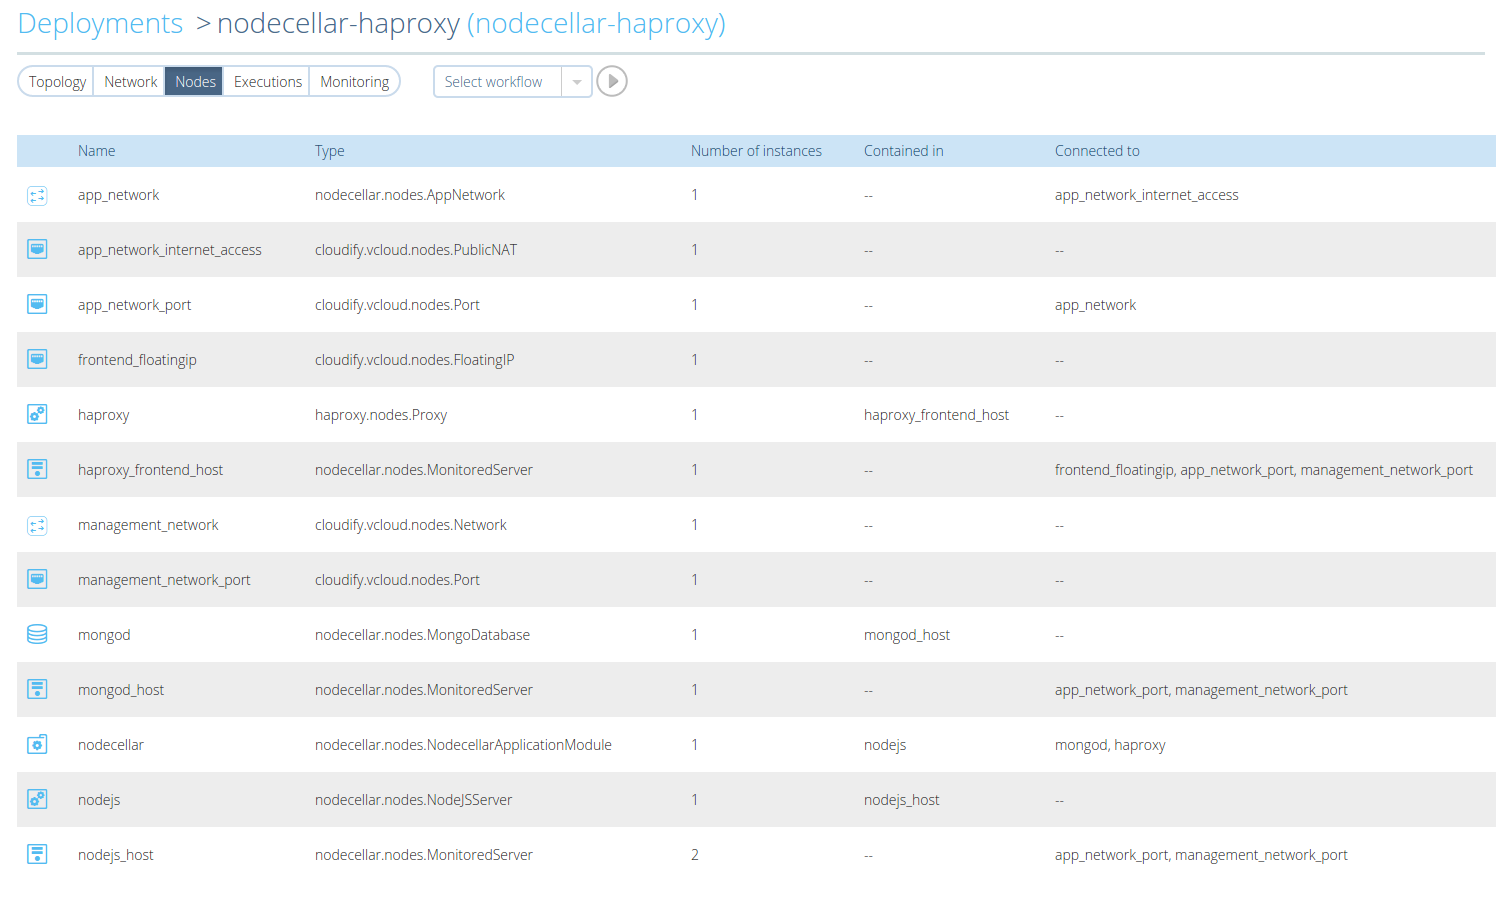 Deployments > nodecellar-haproxy (nodecellar-haproxy)
Topology Network Nodes Executions Monitoring Select workflow
Name Type Number of instances Contained in Connected to
app_network nodecellar.nodes.AppNetwork 1 -- app_network_internet_access
app_network_internet_access cloudify.vcloud.nodes.PublicNAT 1 -- --
app_network_port cloudify.vcloud.nodes.Port 1 -- app_network
frontend_floatingip cloudify.vcloud.nodes.FloatingIP 1 -- --
haproxy haproxy.nodes.Proxy 1 haproxy_frontend_host --
haproxy_frontend_host nodecellar.nodes.MonitoredServer 1 -- frontend_floatingip, app_network_port, management_network_port
management_network cloudify.vcloud.nodes.Network 1 -- --
management_network_port cloudify.vcloud.nodes.Port 1 -- --
mongod nodecellar.nodes.MongoDatabase 1 mongod_host --
mongod_host nodecellar.nodes.MonitoredServer 1 -- app_network_port, management_network_port
nodecellar nodecellar.nodes.NodecellarApplicationModule 1 nodejs mongod, haproxy
nodejs nodecellar.nodes.NodeJSServer 1 nodejs_host --
nodejs_host nodecellar.nodes.MonitoredServer 2 -- app_network_port, management_network_port